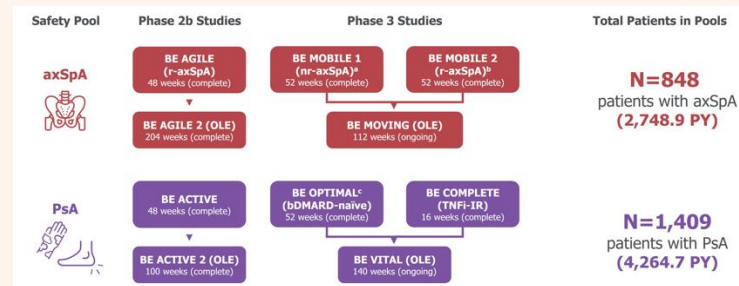 Safety Pool
Phase 2b Studies
Phase 3 Studies
Total Patients in Pools
axSpA
BE AGILE
(r-axSpA)
48 weeks (complete)
BE MOBILE 1
(nr-axSpA)ᵃ
52 weeks (complete)
BE MOBILE 2
(r-axSpA)ᵇ
52 weeks (complete)
BE AGILE 2 (OLE)
204 weeks (complete)
BE MOVING (OLE)
112 weeks (ongoing)
N=848
patients with axSpA
(2,748.9 PY)
PsA
BE ACTIVE
48 weeks (complete)
BE OPTIMALᶜ
(bDMARD-naïve)
52 weeks (complete)
BE COMPLETE
(TNFi-IR)
16 weeks (complete)
BE ACTIVE 2 (OLE)
100 weeks (complete)
BE VITAL (OLE)
140 weeks (ongoing)
N=1,409
patients with PsA
(4,264.7 PY)